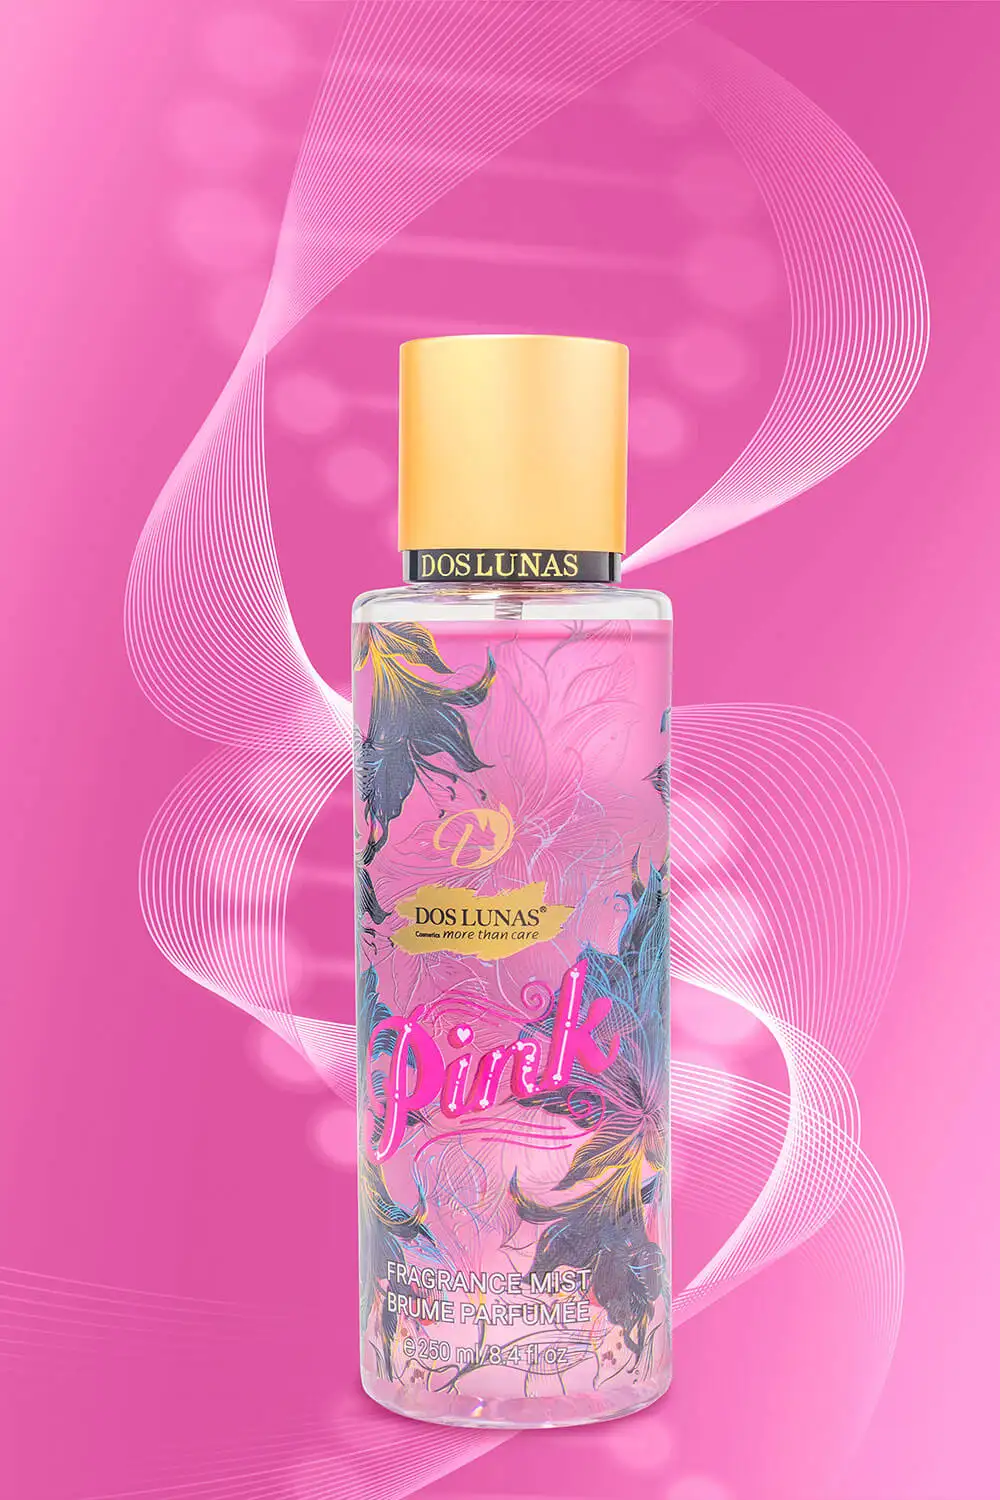 DOS LUNAS
DOS LUNAS®
Cosmetics more than care
Pink
FRAGRANCE MIST
BRUME PARFUMÉE
e 250 ml/8.4 fl oz